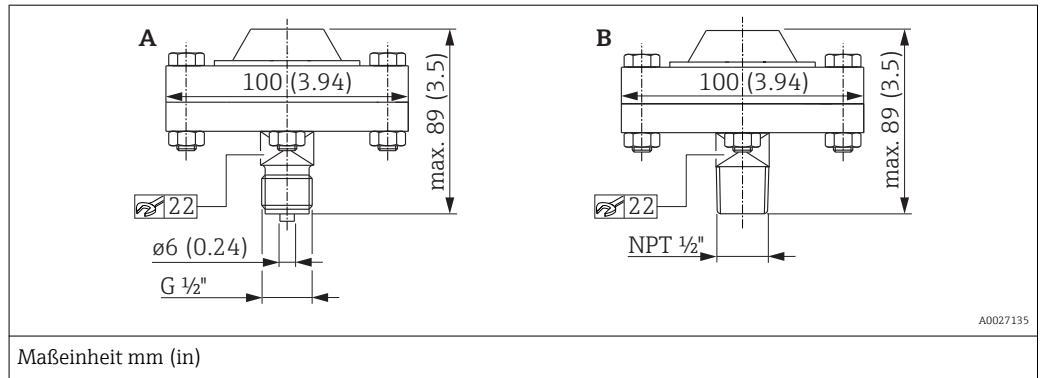 A
100 (3.94)
max. 89 (3.5)
22
ø6 (0.24)
G ½"
B
100 (3.94)
max. 89 (3.5)
22
NPT ½"
A0027135
Maßeinheit mm (in)